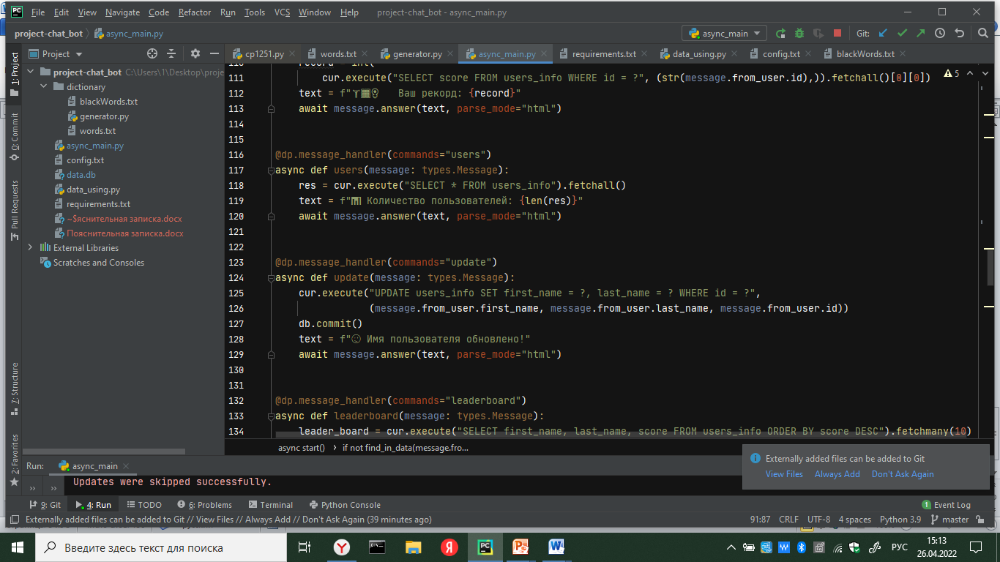 File Edit View Navigate Code Refactor Run Tools VCS Git Window Help project-chat_bot - async_main.py
project-chat_bot async_main.py
async_main Git:
Project
cp1251.py words.txt generator.py async_main.py requirements.txt data_using.py config.txt blackWords.txt
1: Project
Commit
Pull Requests
7: Structure
2: Favorites
project-chat_bot C:\Users\1\Desktop\proje
dictionary
blackWords.txt
generator.py
words.txt
async_main.py
config.txt
data.db
data_using.py
requirements.txt
~$яснительная записка.docx
Пояснительная записка.docx
External Libraries
Scratches and Consoles
5
110 record = int(
111 cur.execute("SELECT score FROM users_info WHERE id = ?", (str(message.from_user.id),)).fetchall()[0][0])
112 text = f" Ваш рекорд: {record}"
113 await message.answer(text, parse_mode="html")
114
115
116 @dp.message_handler(commands="users")
117 async def users(message: types.Message):
118 res = cur.execute("SELECT * FROM users_info").fetchall()
119 text = f"📊 Количество пользователей: {len(res)}"
120 await message.answer(text, parse_mode="html")
121
122
123 @dp.message_handler(commands="update")
124 async def update(message: types.Message):
125 cur.execute("UPDATE users_info SET first_name = ?, last_name = ? WHERE id = ?",
126 (message.from_user.first_name, message.from_user.last_name, message.from_user.id))
127 db.commit()
128 text = f"☺ Имя пользователя обновлено!"
129 await message.answer(text, parse_mode="html")
130
131
132 @dp.message_handler(commands="leaderboard")
133 async def leaderboard(message: types.Message):
134 leader_board = cur.execute("SELECT first_name, last_name, score FROM users_info ORDER BY score DESC").fetchmany(10)
async start() if not find_in_data(message.fro...
Run: async_main
Updates were skipped successfully.
Externally added files can be added to Git
View Files Always Add Don't Ask Again
9: Git 4: Run TODO 6: Problems Terminal Python Console 1 Event Log
Externally added files can be added to Git // View Files // Always Add // Don't Ask Again (39 minutes ago) 91:87 CRLF UTF-8 4 spaces Python 3.9 master
Введите здесь текст для поиска
РУС 15:13
26.04.2022